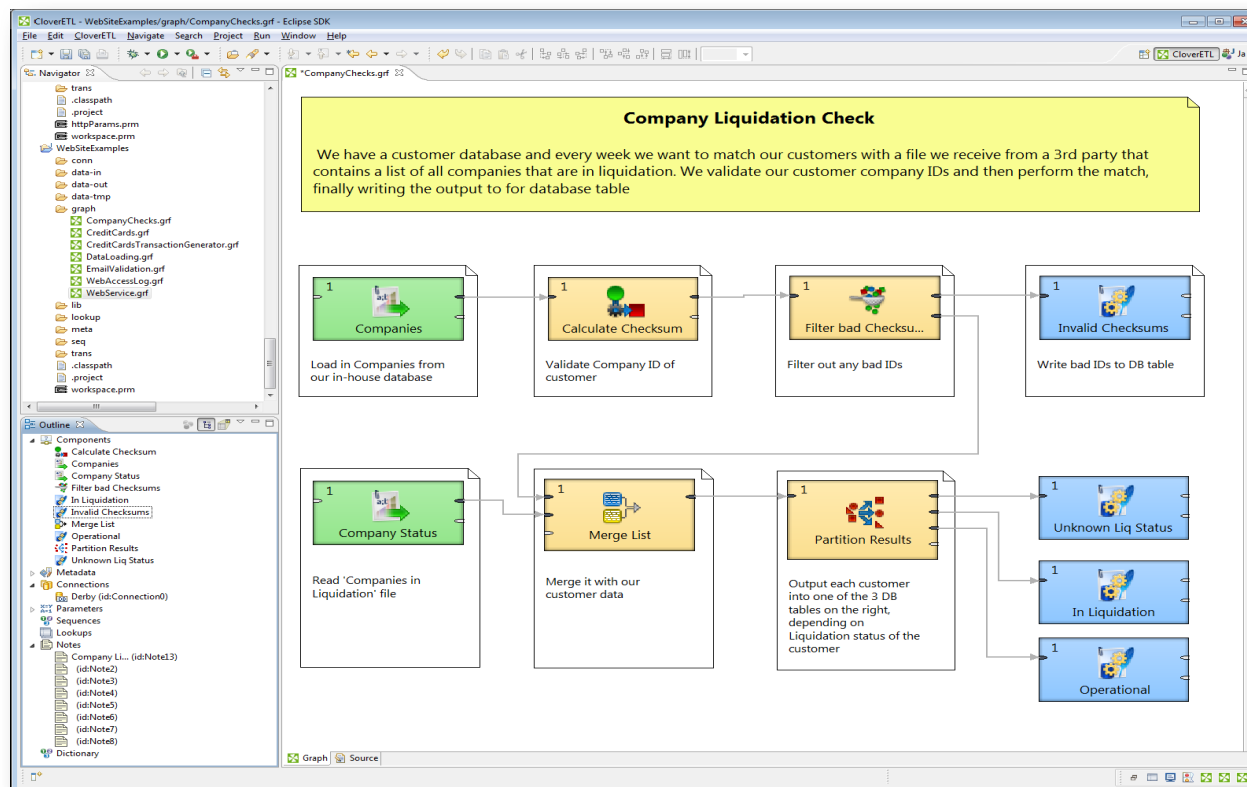 CloverETL - WebSiteExamples/graph/CompanyChecks.grf - Eclipse SDK
File Edit CloverETL Navigate Search Project Run Window Help
CloverETL Ja
Navigator
trans
.classpath
.project
httpParams.prm
workspace.prm
WebSiteExamples
conn
data-in
data-out
data-tmp
graph
CompanyChecks.grf
CreditCards.grf
CreditCardsTransactionGenerator.grf
DataLoading.grf
EmailValidation.grf
WebAccessLog.grf
WebService.grf
lib
lookup
meta
seq
trans
.classpath
.project
workspace.prm
Outline
Components
Calculate Checksum
Companies
Company Status
Filter bad Checksums
In Liquidation
Invalid Checksums
Merge List
Operational
Partition Results
Unknown Liq Status
Metadata
Connections
Derby (id:Connection0)
Parameters
Sequences
Lookups
Notes
Company Li... (id:Note13)
(id:Note2)
(id:Note3)
(id:Note4)
(id:Note5)
(id:Note6)
(id:Note7)
(id:Note8)
Dictionary
*CompanyChecks.grf
Company Liquidation Check
We have a customer database and every week we want to match our customers with a file we receive from a 3rd party that
contains a list of all companies that are in liquidation. We validate our customer company IDs and then perform the match,
finally writing the output to for database table
1
Companies
Load in Companies from
our in-house database
1
Calculate Checksum
Validate Company ID of
customer
1
Filter bad Checksu...
Filter out any bad IDs
1
Invalid Checksums
Write bad IDs to DB table
1
Company Status
Read 'Companies in
Liquidation' file
1
Merge List
Merge it with our
customer data
1
Partition Results
Output each customer
into one of the 3 DB
tables on the right,
depending on
Liquidation status of the
customer
1
Unknown Liq Status
1
In Liquidation
1
Operational
Graph Source